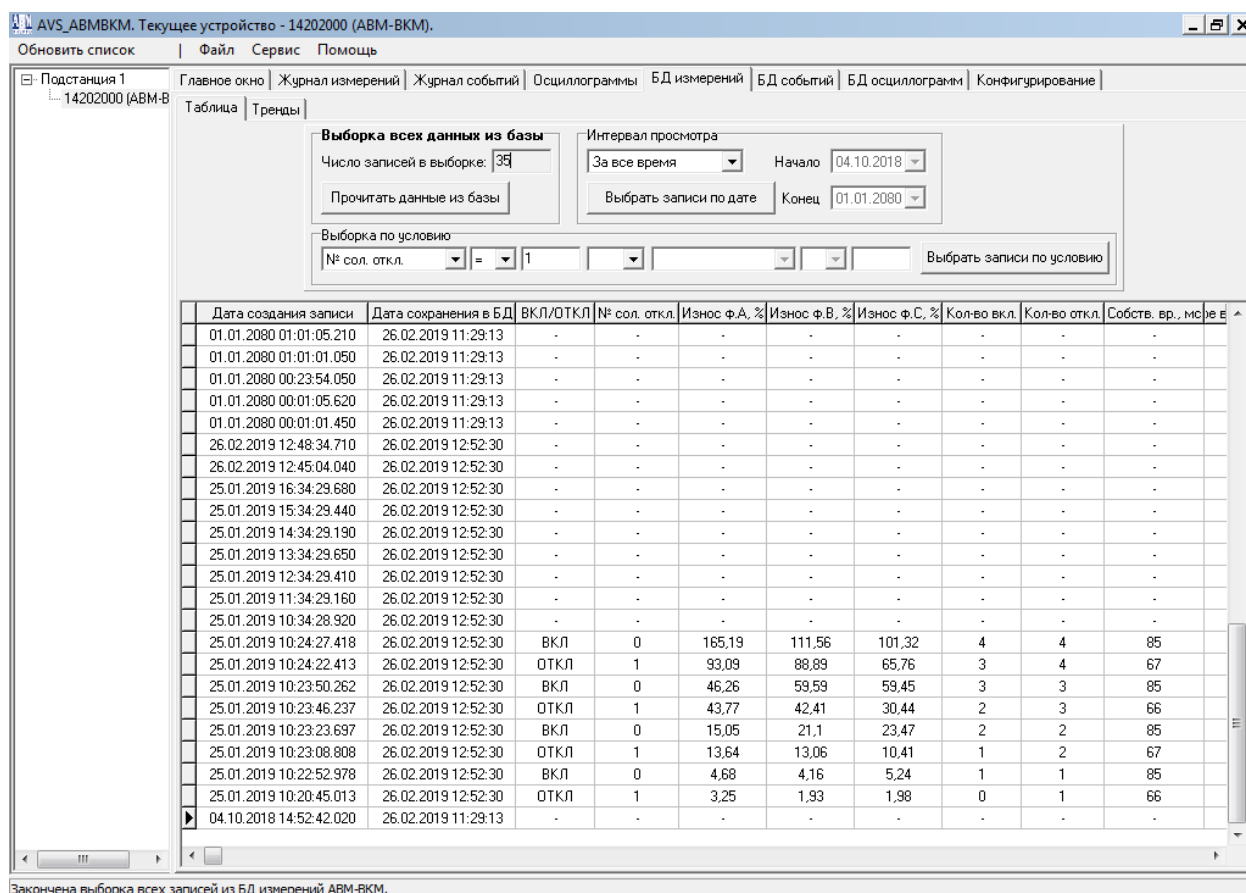 AVS_ABMBKM. Текущее устройство - 14202000 (АВМ-ВКМ).
Обновить список | Файл Сервис Помощь
Подстанция 1
14202000 (АВМ-В
Главное окно Журнал измерений Журнал событий Осциллограммы БД измерений БД событий БД осциллограмм Конфигурирование
Таблица Тренды
Выборка всех данных из базы Интервал просмотра
Число записей в выборке: 35 За все время Начало 04.10.2018
Прочитать данные из базы Выбрать записи по дате Конец 01.01.2080
Выборка по условию
№ сол. откл. = 1 Выбрать записи по условию
Дата создания записи Дата сохранения в БД ВКЛ/ОТКЛ № сол. откл. Износ ф.А, % Износ ф.В, % Износ ф.С, % Кол-во вкл. Кол-во откл. Собств. вр., мс
01.01.2080 01:01:05.210 26.02.2019 11:29:13 - - - - - - - -
01.01.2080 01:01:01.050 26.02.2019 11:29:13 - - - - - - - -
01.01.2080 00:23:54.050 26.02.2019 11:29:13 - - - - - - - -
01.01.2080 00:01:05.620 26.02.2019 11:29:13 - - - - - - - -
01.01.2080 00:01:01.450 26.02.2019 11:29:13 - - - - - - - -
26.02.2019 12:48:34.710 26.02.2019 12:52:30 - - - - - - - -
26.02.2019 12:45:04.040 26.02.2019 12:52:30 - - - - - - - -
25.01.2019 16:34:29.680 26.02.2019 12:52:30 - - - - - - - -
25.01.2019 15:34:29.440 26.02.2019 12:52:30 - - - - - - - -
25.01.2019 14:34:29.190 26.02.2019 12:52:30 - - - - - - - -
25.01.2019 13:34:29.650 26.02.2019 12:52:30 - - - - - - - -
25.01.2019 12:34:29.410 26.02.2019 12:52:30 - - - - - - - -
25.01.2019 11:34:29.160 26.02.2019 12:52:30 - - - - - - - -
25.01.2019 10:34:28.920 26.02.2019 12:52:30 - - - - - - - -
25.01.2019 10:24:27.418 26.02.2019 12:52:30 ВКЛ 0 165,19 111,56 101,32 4 4 85
25.01.2019 10:24:22.413 26.02.2019 12:52:30 ОТКЛ 1 93,09 88,89 65,76 3 4 67
25.01.2019 10:23:50.262 26.02.2019 12:52:30 ВКЛ 0 46,26 59,59 59,45 3 3 85
25.01.2019 10:23:46.237 26.02.2019 12:52:30 ОТКЛ 1 43,77 42,41 30,44 2 3 66
25.01.2019 10:23:23.697 26.02.2019 12:52:30 ВКЛ 0 15,05 21,1 23,47 2 2 85
25.01.2019 10:23:08.808 26.02.2019 12:52:30 ОТКЛ 1 13,64 13,06 10,41 1 2 67
25.01.2019 10:22:52.978 26.02.2019 12:52:30 ВКЛ 0 4,68 4,16 5,24 1 1 85
25.01.2019 10:20:45.013 26.02.2019 12:52:30 ОТКЛ 1 3,25 1,93 1,98 0 1 66
04.10.2018 14:52:42.020 26.02.2019 11:29:13 - - - - - - - -
Закончена выборка всех записей из БД измерений АВМ-ВКМ.